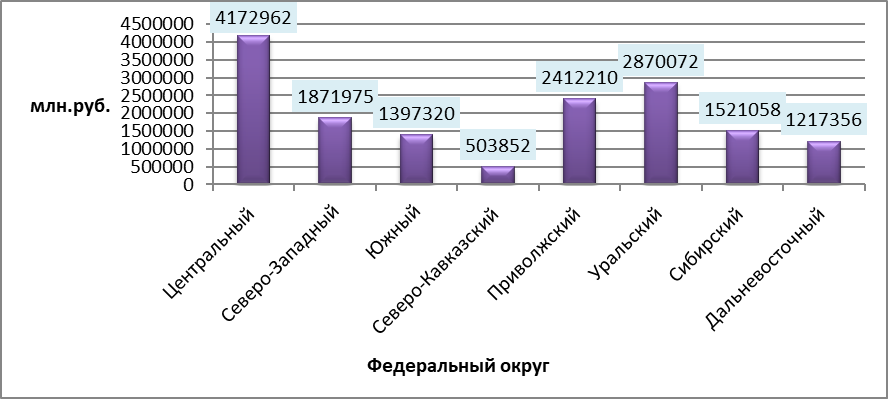 4500000
4000000
3500000
3000000
2500000
2000000
1500000
1000000
500000
0
млн.руб.
4172962
1871975
1397320
503852
2412210
2870072
1521058
1217356
Центральный
Северо-Западный
Южный
Северо-Кавказский
Приволжский
Уральский
Сибирский
Дальневосточный
Федеральный округ